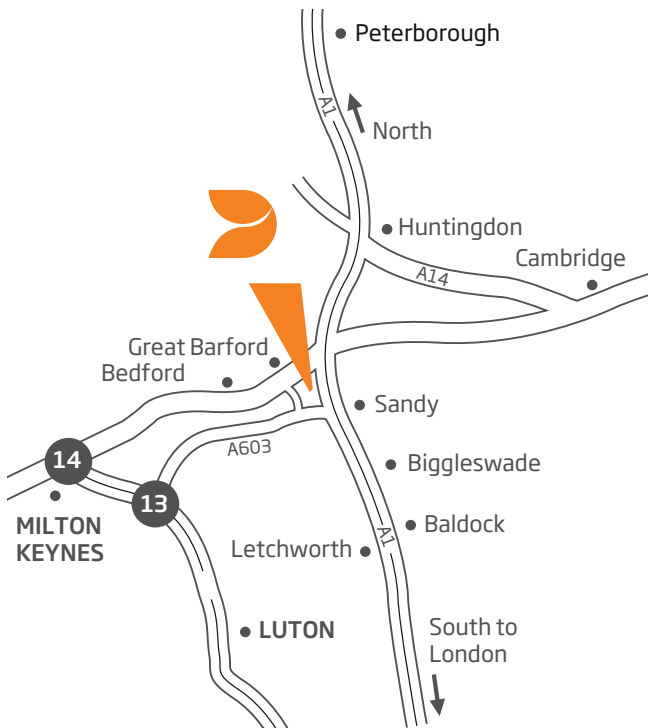 Peterborough
A1
North
Huntingdon
Cambridge
A14
Great Barford
Bedford
Sandy
A603
14
Biggleswade
13
MILTON
KEYNES
Baldock
A1
Letchworth
LUTON
South to
London